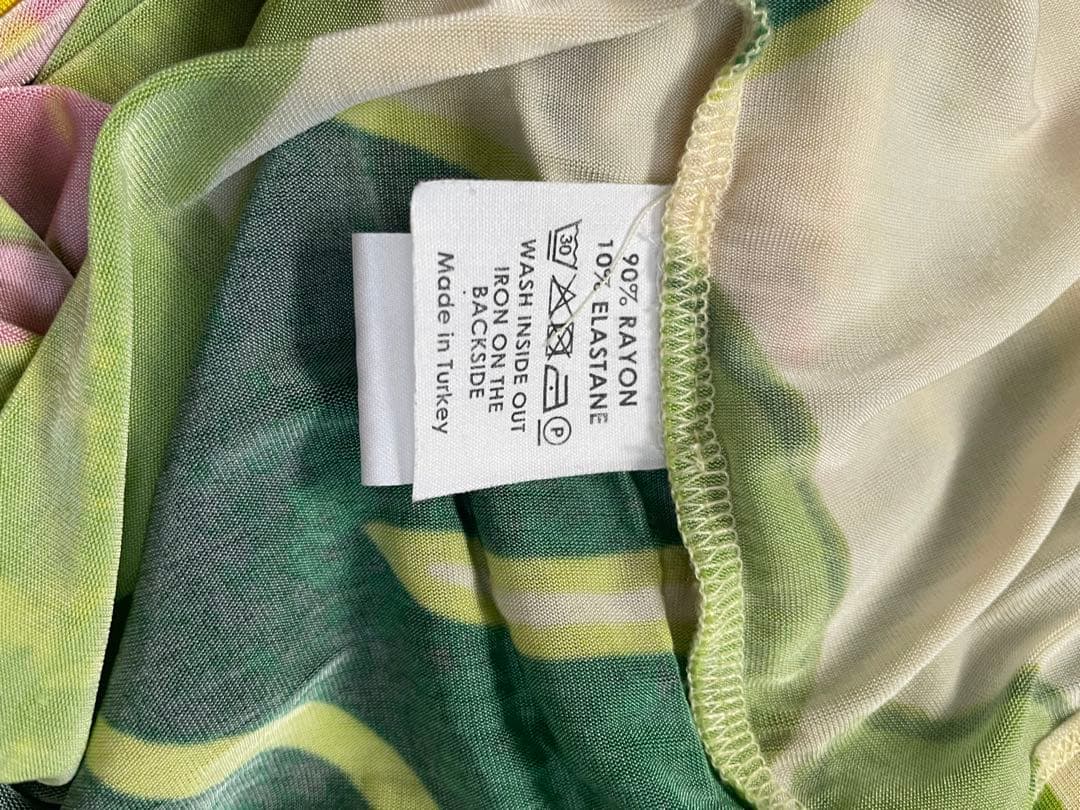 90% RAYON
10% ELASTANE
30 P
WASH INSIDE OUT
IRON ON THE
BACKSIDE
Made in Turkey